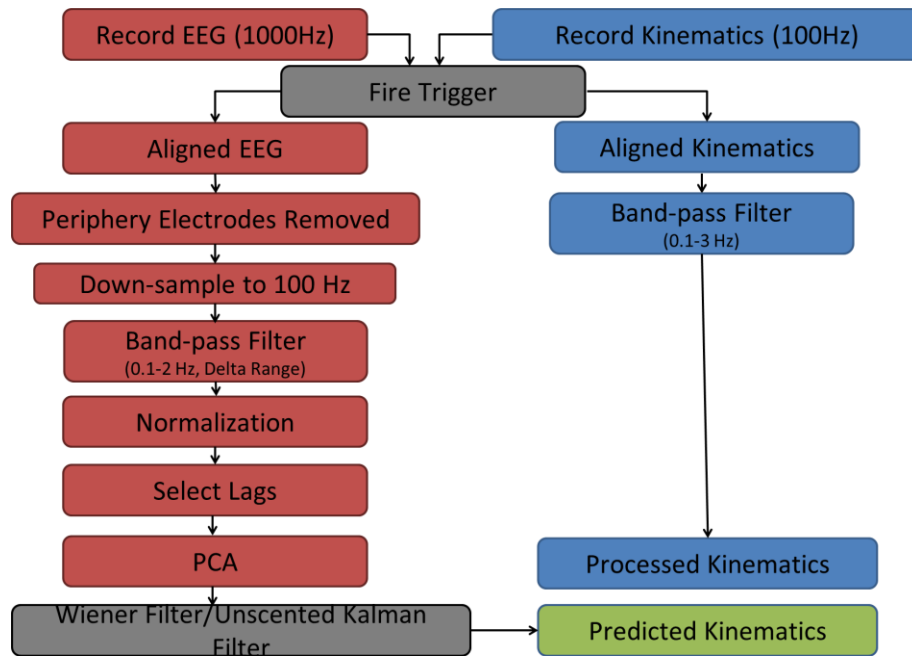 Record EEG (1000Hz)
Record Kinematics (100Hz)
Fire Trigger
Aligned EEG
Aligned Kinematics
Periphery Electrodes Removed
Band-pass Filter
(0.1-3 Hz)
Down-sample to 100 Hz
Band-pass Filter
(0.1-2 Hz, Delta Range)
Normalization
Select Lags
PCA
Processed Kinematics
Wiener Filter/Unscented Kalman
Filter
Predicted Kinematics